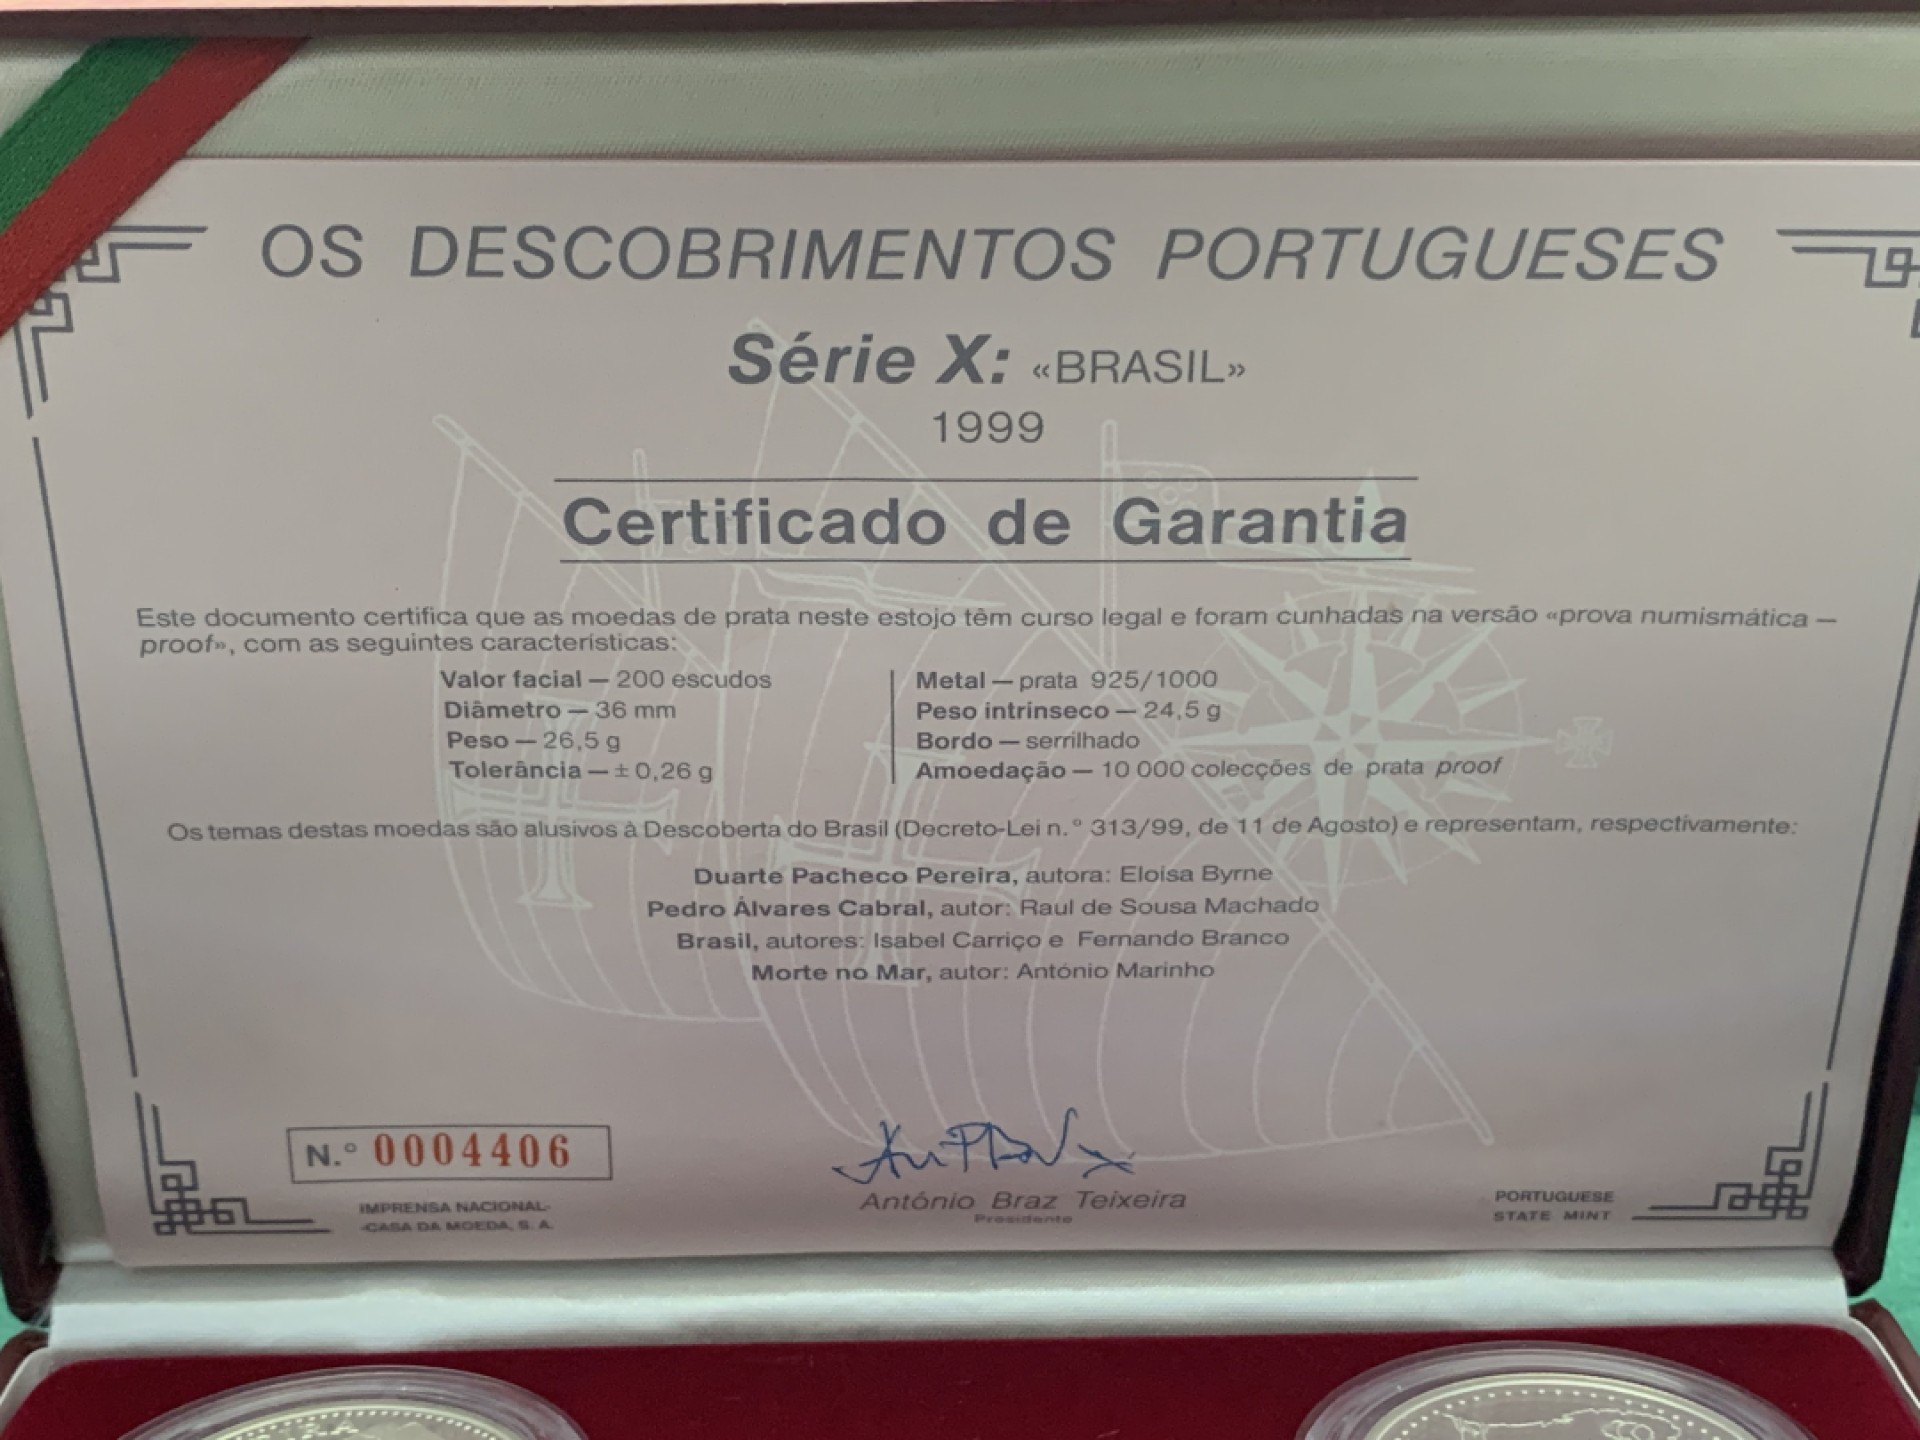 OS DESCOBRIMENTOS PORTUGUESES
Série X: «BRASIL»
1999
Certificado de Garantia
Este documento certifica que as moedas de prata neste estojo têm curso legal e foram cunhadas na versão «prova numismática —
proof», com as seguintes características:
Valor facial — 200 escudos
Diâmetro — 36 mm
Peso — 26,5 g
Tolerância — ± 0,26 g
Metal — prata 925/1000
Peso intrínseco — 24,5 g
Bordo — serrilhado
Amoedação — 10 000 colecções de prata proof
Os temas destas moedas são alusivos à Descoberta do Brasil (Decreto-Lei n.º 313/99, de 11 de Agosto) e representam, respectivamente:
Duarte Pacheco Pereira, autora: Eloísa Byrne
Pedro Álvares Cabral, autor: Raul de Sousa Machado
Brasil, autores: Isabel Carriço e Fernando Branco
Morte no Mar, autor: António Marinho
N.º 0004406
IMPRENSA NACIONAL-
-CASA DA MOEDA, S. A.
António Braz Teixeira
Presidente
PORTUGUESE
STATE MINT